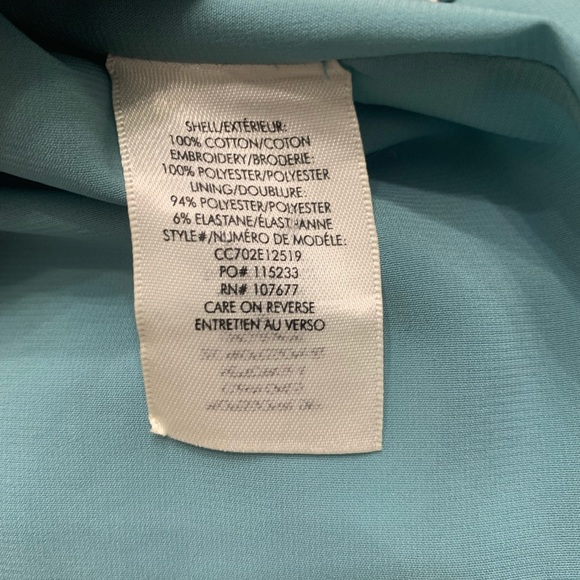 SHELL/EXTÉRIEUR:
100% COTTON/COTON
EMBROIDERY/BRODERIE:
100% POLYESTER/POLYESTER
LINING/DOUBLURE:
94% POLYESTER/POLYESTER
6% ELASTANE/ÉLASTHANNE
STYLE#/NUMÉRO DE MODÈLE:
CC702E12519
PO# 115233
RN# 107677
CARE ON REVERSE
ENTRETIEN AU VERSO